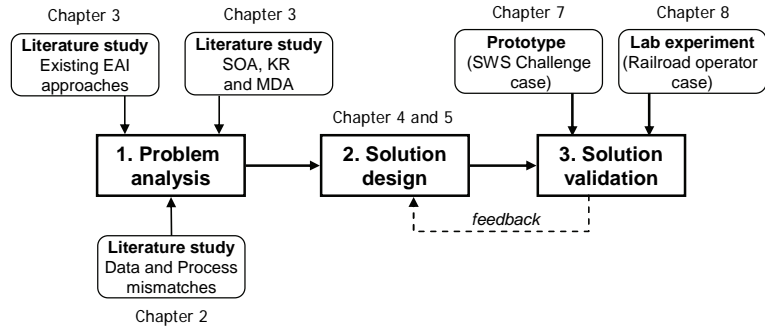 Chapter 3
Literature study
Existing EAI
approaches
Chapter 3
Literature study
SOA, KR
and MDA
Chapter 7
Prototype
(SWS Challenge
case)
Chapter 8
Lab experiment
(Railroad operator
case)
Chapter 4 and 5
1. Problem
analysis
2. Solution
design
3. Solution
validation
feedback
Literature study
Data and Process
mismatches
Chapter 2